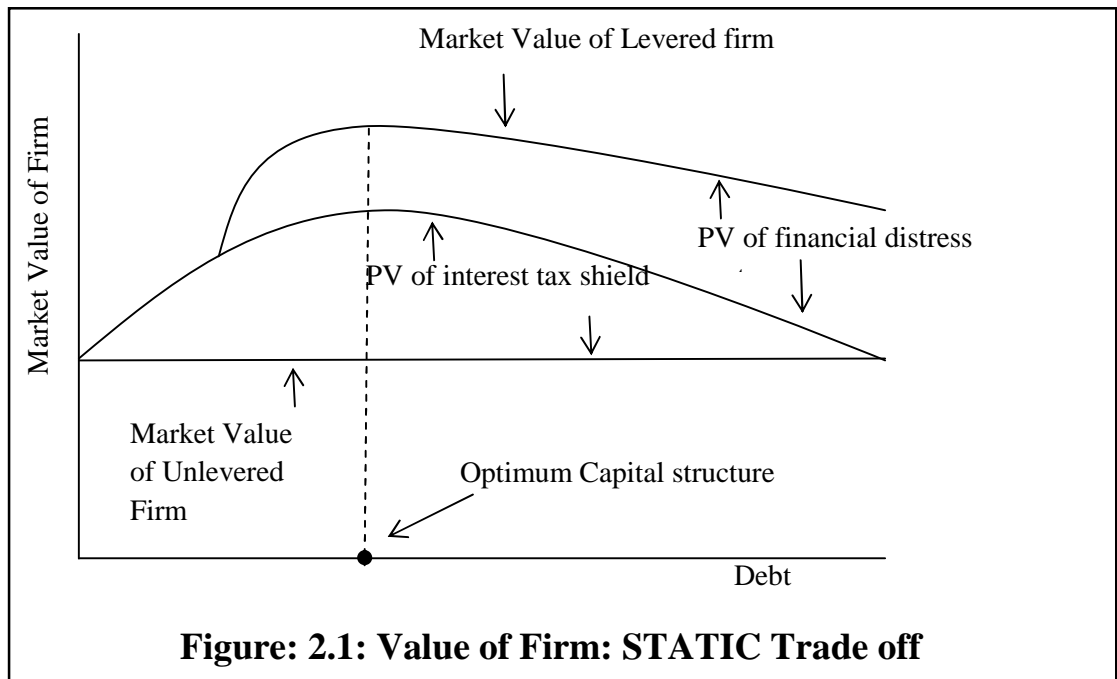 Market Value of Levered firm
Market Value of Firm
PV of financial distress
PV of interest tax shield
Market Value
of Unlevered
Firm
Optimum Capital structure
Debt
Figure: 2.1: Value of Firm: STATIC Trade off